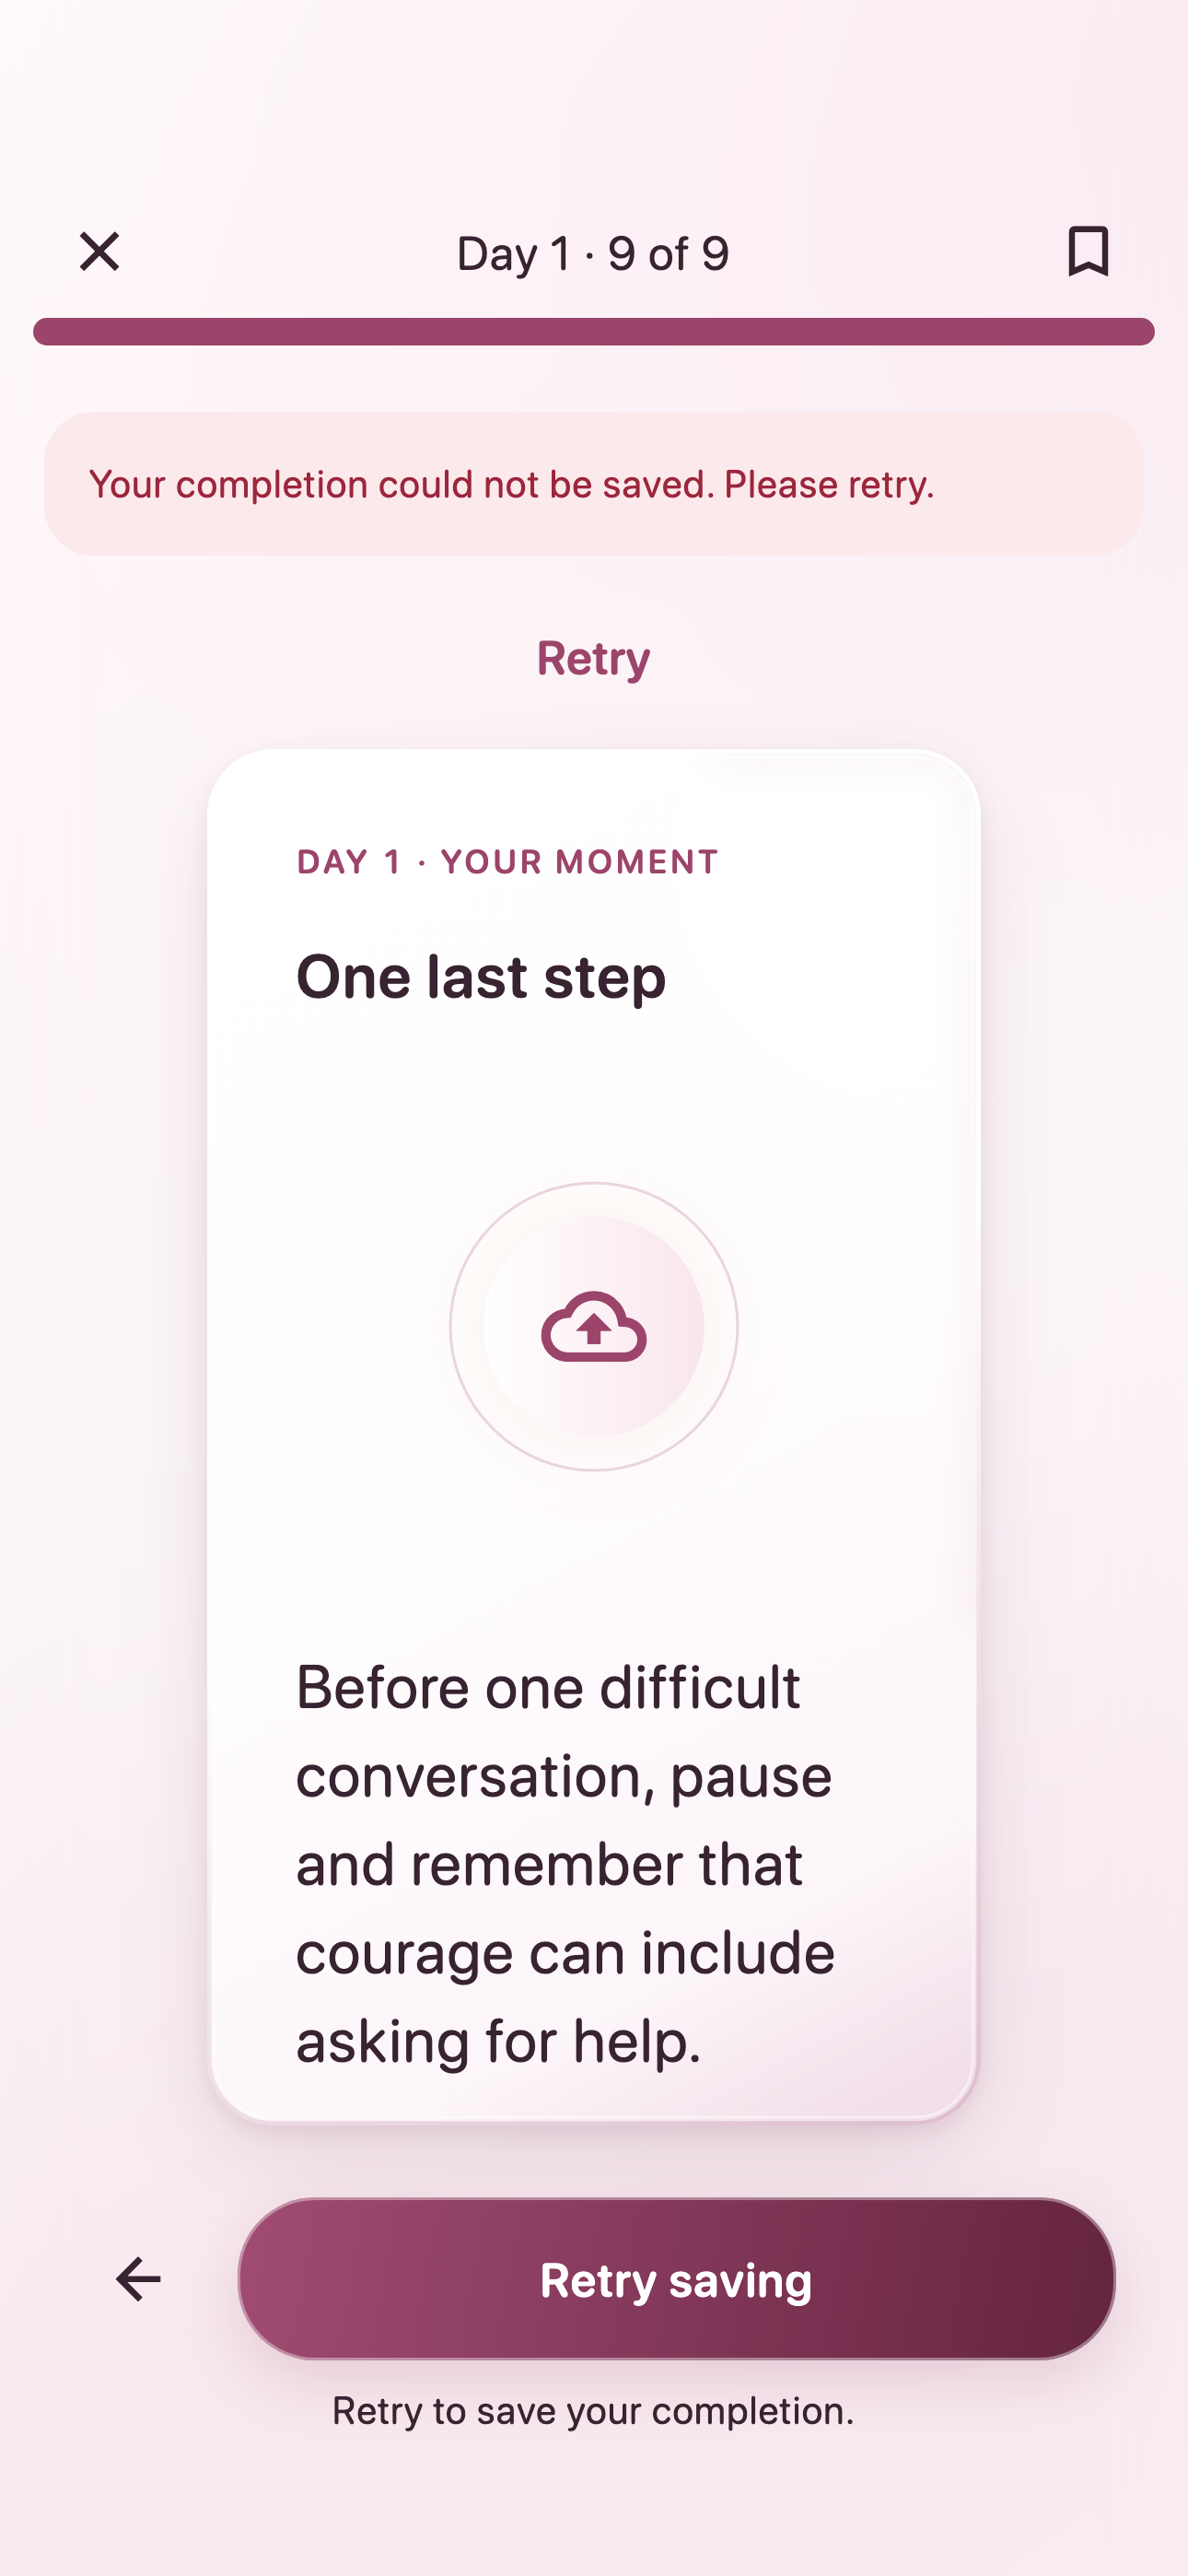 Day 1 · 9 of 9
Your completion could not be saved. Please retry.
Retry
DAY 1 · YOUR MOMENT
One last step
Before one difficult
conversation, pause
and remember that
courage can include
asking for help.
Retry saving
Retry to save your completion.